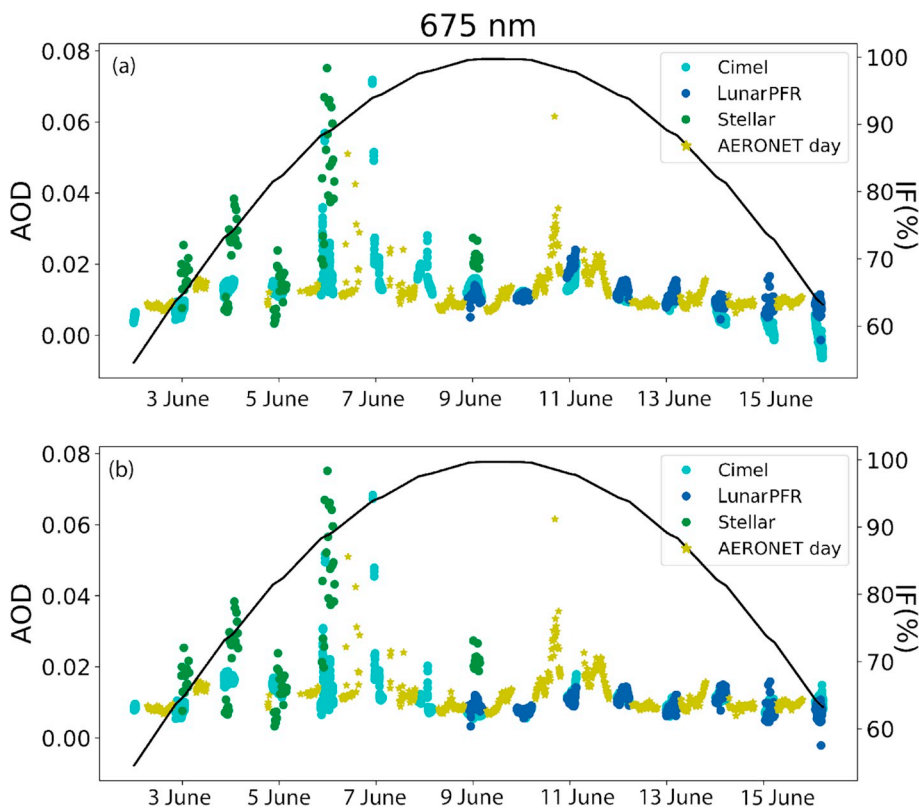 675 nm
(a)
0.08
0.06
0.04
0.02
0.00
AOD
100
90
80
70
60
IF(%)
Cimel
LunarPFR
Stellar
AERONET day
3 June 5 June 7 June 9 June 11 June 13 June 15 June
(b)
0.08
0.06
0.04
0.02
0.00
AOD
100
90
80
70
60
IF(%)
Cimel
LunarPFR
Stellar
AERONET day
3 June 5 June 7 June 9 June 11 June 13 June 15 June